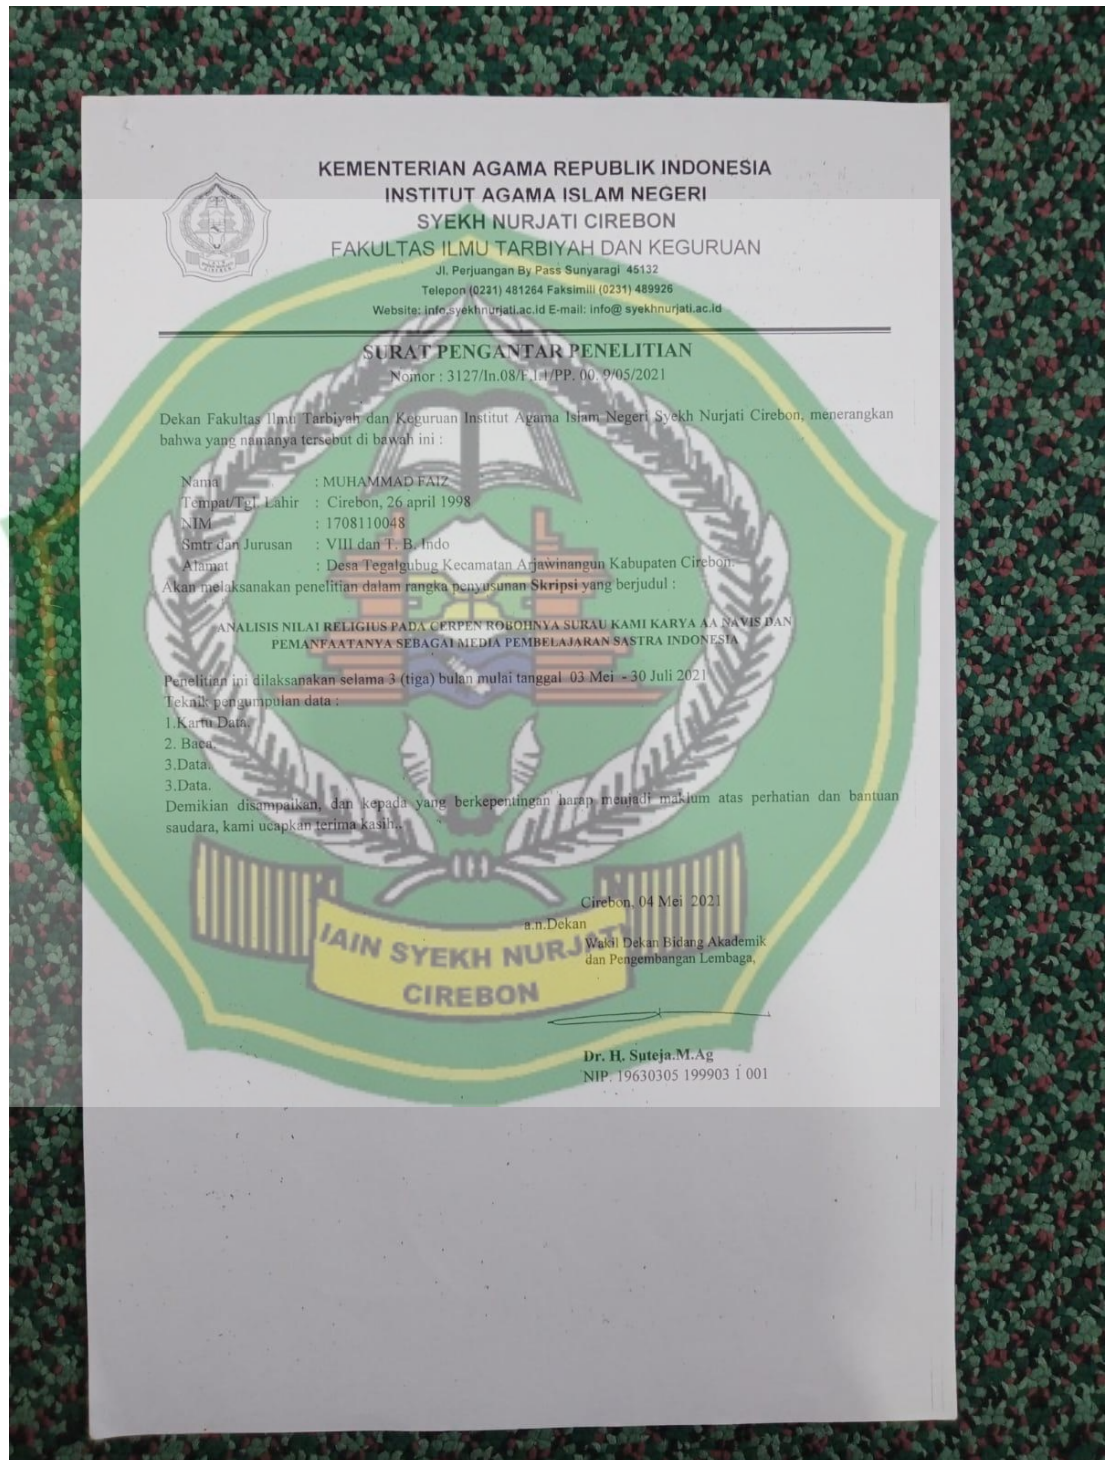 KEMENTERIAN AGAMA REPUBLIK INDONESIA
INSTITUT AGAMA ISLAM NEGERI
SYEKH NURJATI CIREBON
FAKULTAS ILMU TARBIYAH DAN KEGURUAN
Jl. Perjuangan By Pass Sunyaragi 45132
Telepon (0231) 481264 Faksimili (0231) 489926
Website: info.syekhnurjati.ac.id E-mail: info@ syekhnurjati.ac.id
SURAT PENGANTAR PENELITIAN
Nomor : 3127/In.08/F.I.1/PP. 00. 9/05/2021
Dekan Fakultas Ilmu Tarbiyah dan Keguruan Institut Agama Islam Negeri Syekh Nurjati Cirebon, menerangkan
bahwa yang namanya tersebut di bawah ini :
Nama : MUHAMMAD FAIZ
Tempat/Tgl. Lahir : Cirebon, 26 april 1998
NIM : 1708110048
Smtr dan Jurusan : VIII dan T. B. Indo
Alamat : Desa Tegalgubug Kecamatan Arjawinangun Kabupaten Cirebon.
Akan melaksanakan penelitian dalam rangka penyusunan Skripsi yang berjudul :
ANALISIS NILAI RELIGIUS PADA CERPEN ROBOHNYA SURAU KAMI KARYA AA NAVIS DAN
PEMANFAATANYA SEBAGAI MEDIA PEMBELAJARAN SASTRA INDONESIA
Penelitian ini dilaksanakan selama 3 (tiga) bulan mulai tanggal 03 Mei - 30 Juli 2021
Teknik pengumpulan data :
1.Kartu Data.
2. Baca
3.Data.
3.Data.
Demikian disampaikan, dan kepada yang berkepentingan harap menjadi maklum atas perhatian dan bantuan
saudara, kami ucapkan terima kasih..
Cirebon, 04 Mei 2021
a.n.Dekan
Wakil Dekan Bidang Akademik
dan Pengembangan Lembaga,
IAIN SYEKH NURJATI
CIREBON
Dr. H. Suteja.M.Ag
NIP. 19630305 199903 1 001